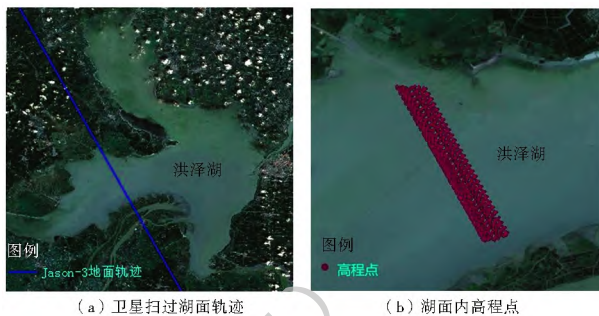 洪泽湖
图例
Jason-3地面轨迹
(a)卫星扫过湖面轨迹
洪泽湖
图例
高程点
(b)湖面内高程点